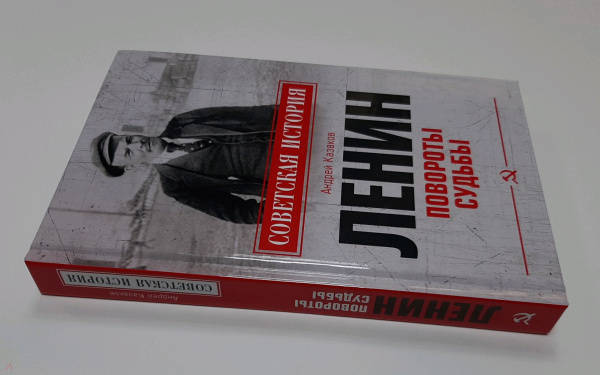 СОВЕТСКАЯ ИСТОРИЯ
Андрей Казаков
ЛЕНИН
ПОВОРОТЫ
СУДЬБЫ
СОВЕТСКАЯ ИСТОРИЯ
Андрей Казаков
ЛЕНИН
ПОВОРОТЫ
СУДЬБЫ